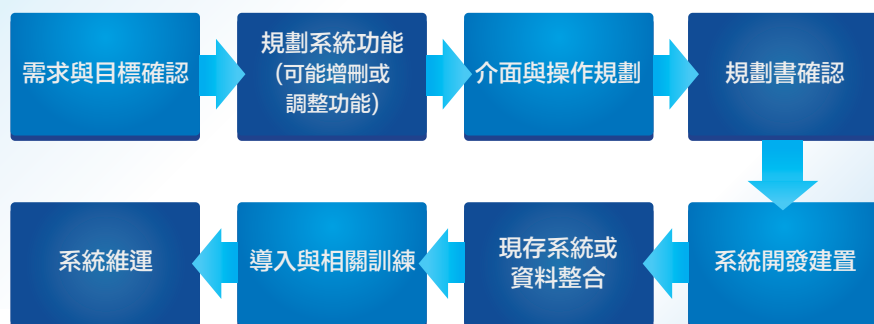 需求與目標確認
規劃系統功能
(可能增刪或
調整功能)
介面與操作規劃
規劃書確認
系統開發建置
現存系統或
資料整合
導入與相關訓練
系統維運